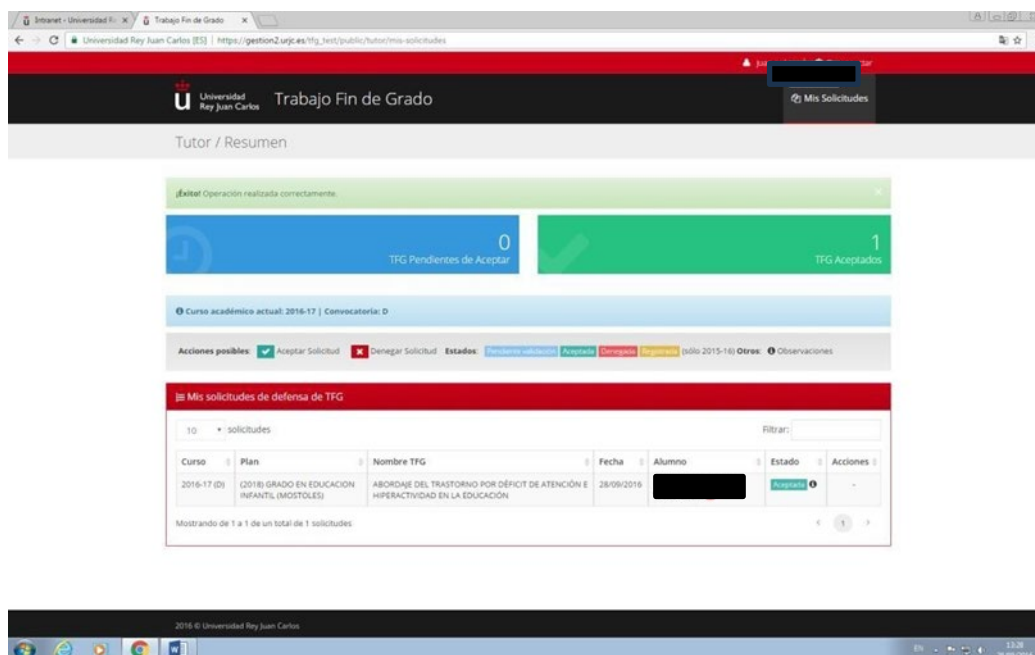 Intranet - Universidad R
Trabajo Fin de Grado
Universidad Rey Juan Carlos [ES] | https://gestion2.urjc.es/tfg_test/public/tutor/mis-solicitudes
Universidad
Rey Juan Carlos
Trabajo Fin de Grado
Mis Solicitudes
Tutor / Resumen
¡Éxito! Operación realizada correctamente.
0
TFG Pendientes de Aceptar
1
TFG Aceptados
Curso académico actual: 2016-17 | Convocatoria: D
Acciones posibles: Aceptar Solicitud Denegar Solicitud Estados: Pendiente validación Aceptada Denegada Registrada (sólo 2015-16) Otros: Observaciones
Mis solicitudes de defensa de TFG
10 solicitudes Filtrar:
Curso Plan Nombre TFG Fecha Alumno Estado Acciones
2016-17 (D) (2018) GRADO EN EDUCACION INFANTIL (MOSTOLES) ABORDAJE DEL TRASTORNO POR DÉFICIT DE ATENCIÓN E HIPERACTIVIDAD EN LA EDUCACIÓN 28/09/2016 Aceptada -
Mostrando de 1 a 1 de un total de 1 solicitudes
1
2016 © Universidad Rey Juan Carlos
EN
13:28